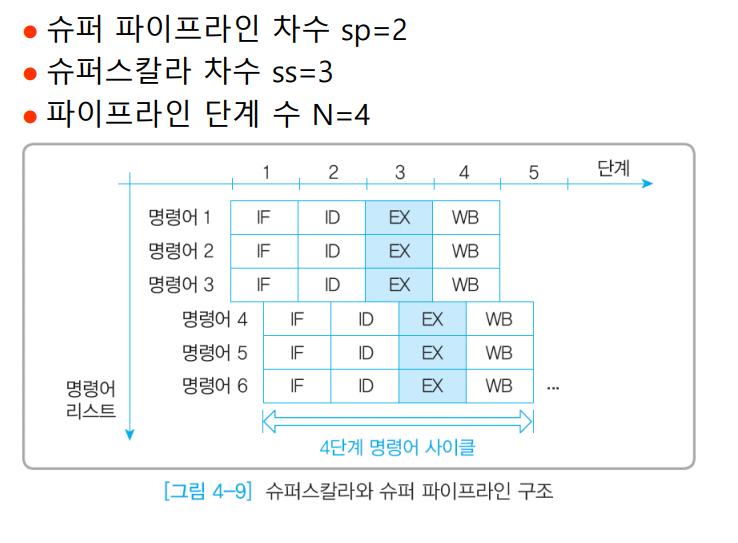 ● 슈퍼 파이프라인 차수 sp=2
● 슈퍼스칼라 차수 ss=3
● 파이프라인 단계 수 N=4
1 2 3 4 5 단계
명령어 1 IF ID EX WB
명령어 2 IF ID EX WB
명령어 3 IF ID EX WB
명령어 4 IF ID EX WB
명령어 5 IF ID EX WB
명령어 6 IF ID EX WB ...
명령어
리스트
4단계 명령어 사이클
[그림 4-9] 슈퍼스칼라와 슈퍼 파이프라인 구조